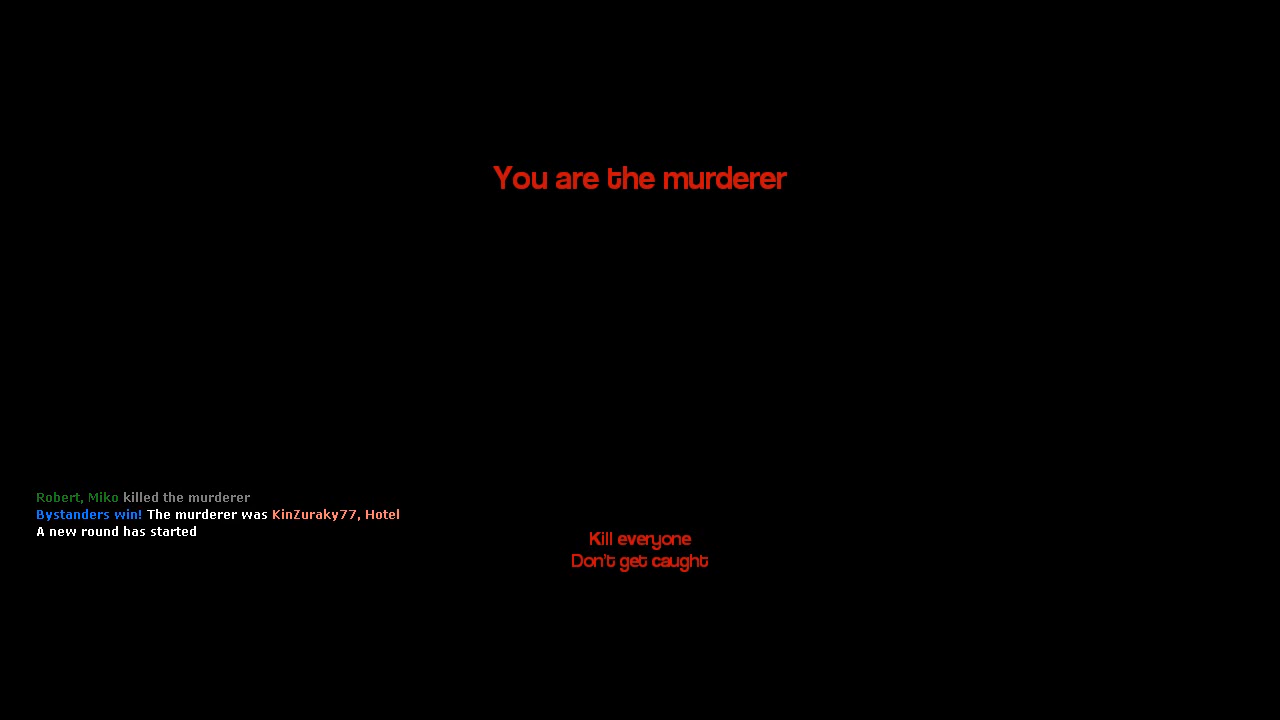 You are the murderer
Robert, Miko killed the murderer
Bystanders win! The murderer was KinZuraky77, Hotel
A new round has started
Kill everyone
Don't get caught